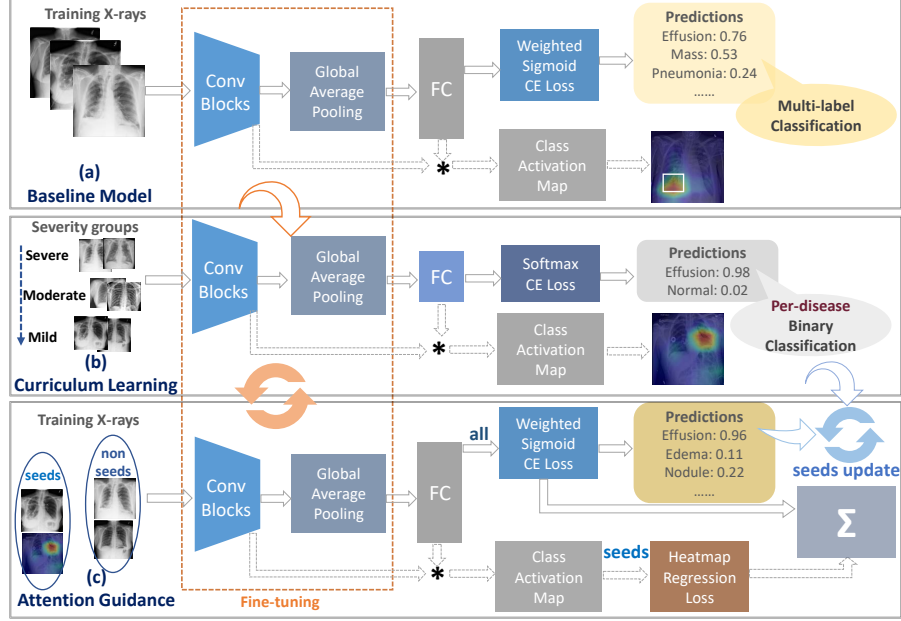 Training X-rays
Conv
Blocks
Global
Average
Pooling
FC
Weighted
Sigmoid
CE Loss
Predictions
Effusion: 0.76
Mass: 0.53
Pneumonia: 0.24
......
Multi-label
Classification
*
Class
Activation
Map
(a)
Baseline Model
Severity groups
Severe
Moderate
Mild
Conv
Blocks
Global
Average
Pooling
FC
Softmax
CE Loss
Predictions
Effusion: 0.98
Normal: 0.02
Per-disease
Binary
Classification
*
Class
Activation
Map
(b)
Curriculum Learning
Training X-rays
seeds
non
seeds
Conv
Blocks
Global
Average
Pooling
FC
all
Weighted
Sigmoid
CE Loss
Predictions
Effusion: 0.96
Edema: 0.11
Nodule: 0.22
......
seeds update
Σ
*
Class
Activation
Map
seeds
Heatmap
Regression
Loss
(c)
Attention Guidance
Fine-tuning